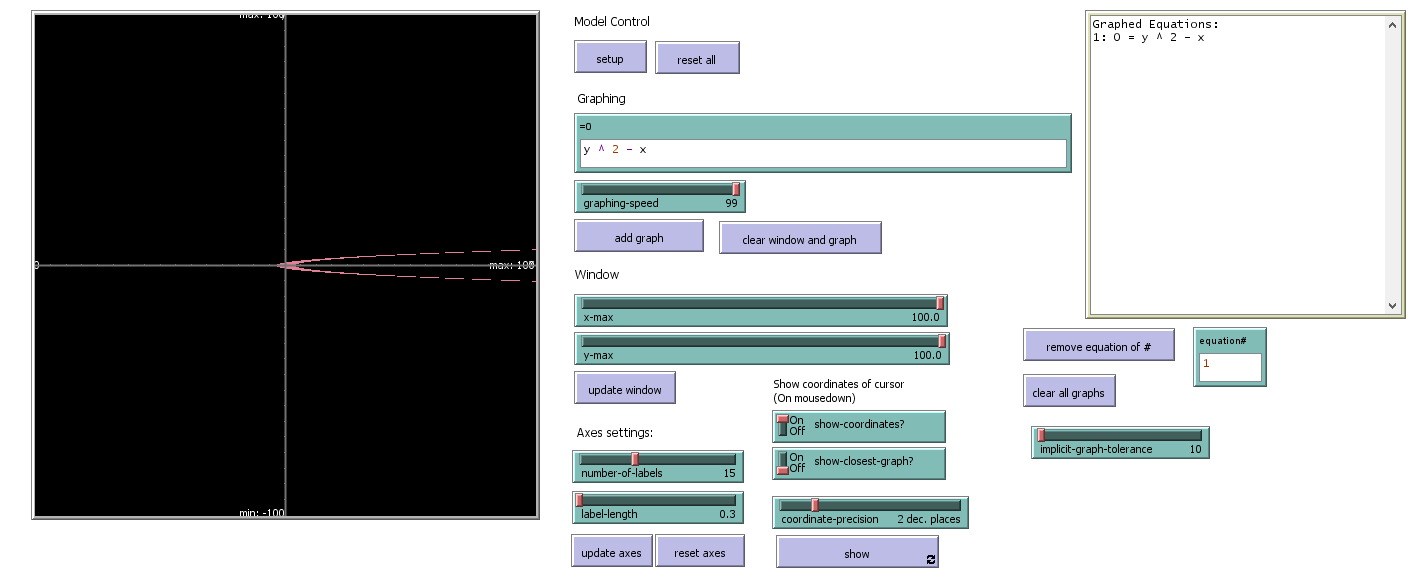 max: 100
0
max: 100
min: -100
Model Control
setup
reset all
Graphing
=0
y ^ 2 - x
graphing-speed 99
add graph
clear window and graph
Window
x-max 100.0
y-max 100.0
update window
Axes settings:
number-of-labels 15
label-length 0.3
update axes
reset axes
Show coordinates of cursor
(On mousedown)
On
Off
show-coordinates?
On
Off
show-closest-graph?
coordinate-precision 2 dec. places
show
Graphed Equations:
1: 0 = y ^ 2 - x
remove equation of #
equation#
1
clear all graphs
implicit-graph-tolerance 10